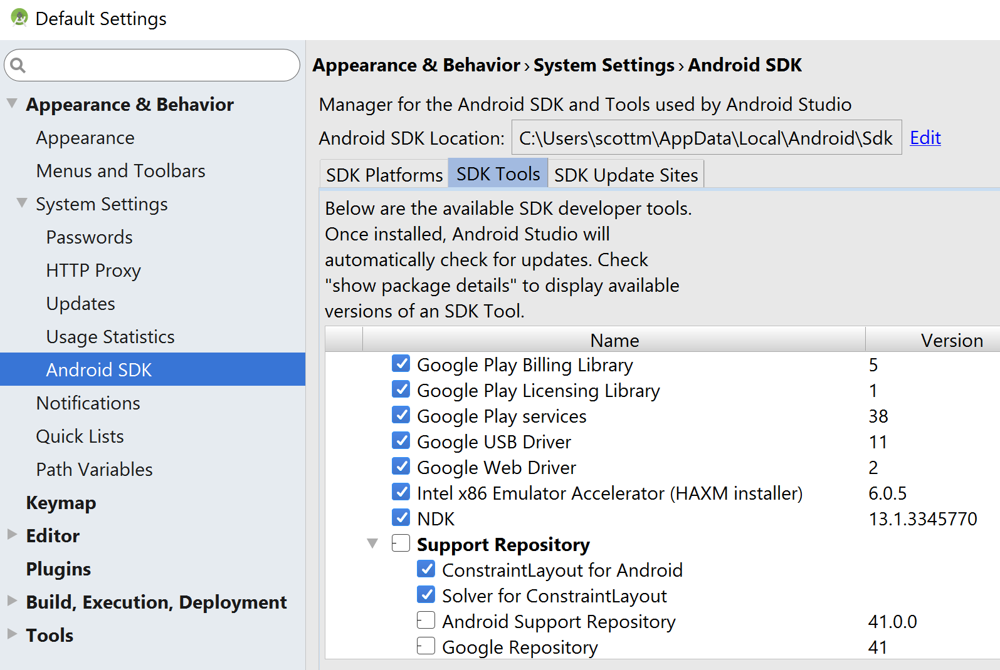 Default Settings
Appearance & Behavior
Appearance
Menus and Toolbars
System Settings
Passwords
HTTP Proxy
Updates
Usage Statistics
Android SDK
Notifications
Quick Lists
Path Variables
Keymap
Editor
Plugins
Build, Execution, Deployment
Tools
Appearance & Behavior › System Settings › Android SDK
Manager for the Android SDK and Tools used by Android Studio
Android SDK Location: C:\Users\scottm\AppData\Local\Android\Sdk Edit
SDK Platforms SDK Tools SDK Update Sites
Below are the available SDK developer tools.
Once installed, Android Studio will
automatically check for updates. Check
"show package details" to display available
versions of an SDK Tool.
Name Version
Google Play Billing Library 5
Google Play Licensing Library 1
Google Play services 38
Google USB Driver 11
Google Web Driver 2
Intel x86 Emulator Accelerator (HAXM installer) 6.0.5
NDK 13.1.3345770
Support Repository
ConstraintLayout for Android
Solver for ConstraintLayout
Android Support Repository 41.0.0
Google Repository 41